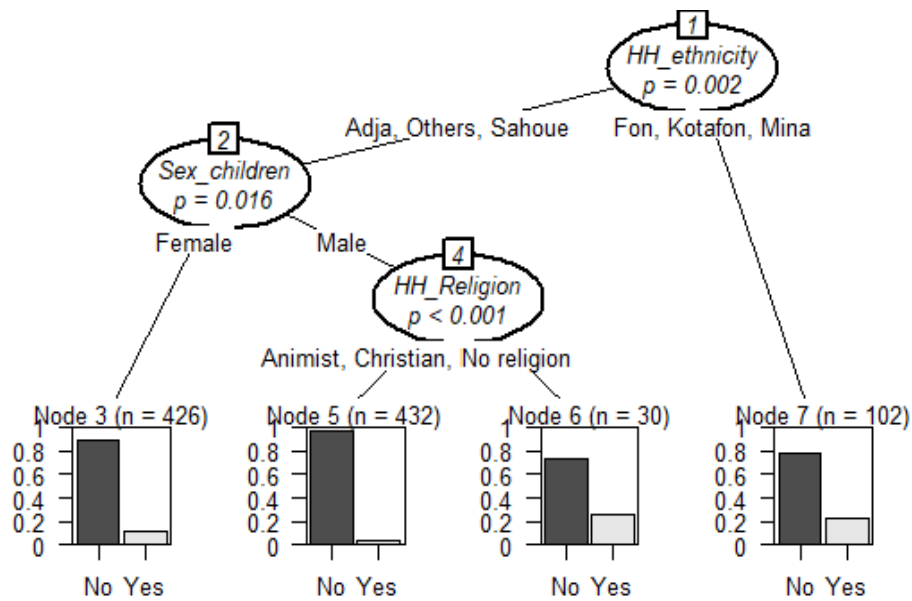 1
HH_ethnicity
p = 0.002
Adja, Others, Sahoue
Fon, Kotafon, Mina
2
Sex_children
p = 0.016
Female
Male
4
HH_Religion
p < 0.001
Animist, Christian, No religion
Node 3 (n = 426)
1
0.8
0.6
0.4
0.2
0
No Yes
Node 5 (n = 432)
1
0.8
0.6
0.4
0.2
0
No Yes
Node 6 (n = 30)
1
0.8
0.6
0.4
0.2
0
No Yes
Node 7 (n = 102)
1
0.8
0.6
0.4
0.2
0
No Yes